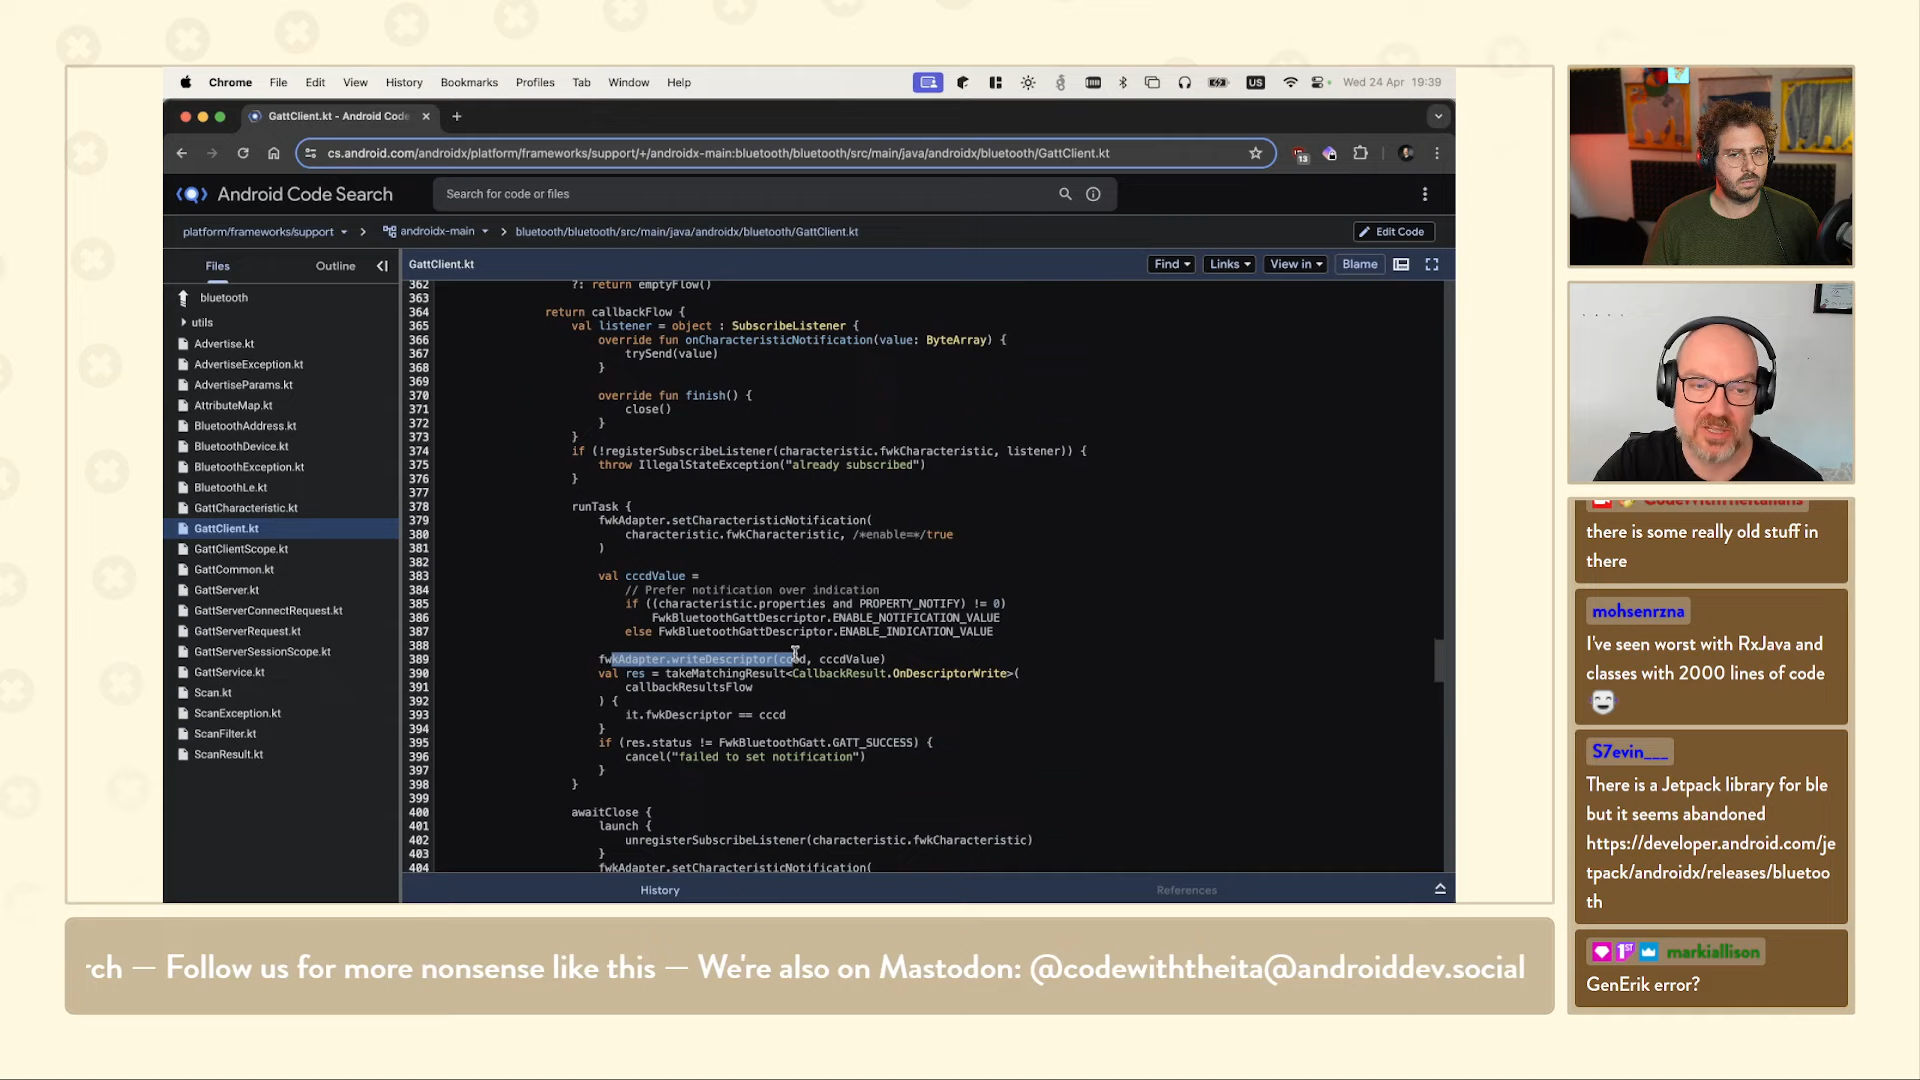 Chrome File Edit View History Bookmarks Profiles Tab Window Help
US
Wed 24 Apr 19:39
GattClient.kt - Android Code
cs.android.com/androidx/platform/frameworks/support/+/androidx-main:bluetooth/bluetooth/src/main/java/androidx/bluetooth/GattClient.kt
13
Android Code Search
Search for code or files
platform/frameworks/support
androidx-main
bluetooth/bluetooth/src/main/java/androidx/bluetooth/GattClient.kt
Edit Code
Files
Outline
GattClient.kt
Find
Links
View in
Blame
bluetooth
utils
Advertise.kt
AdvertiseException.kt
AdvertiseParams.kt
AttributeMap.kt
BluetoothAddress.kt
BluetoothDevice.kt
BluetoothException.kt
BluetoothLe.kt
GattCharacteristic.kt
GattClient.kt
GattClientScope.kt
GattCommon.kt
GattServer.kt
GattServerConnectRequest.kt
GattServerRequest.kt
GattServerSessionScope.kt
GattService.kt
Scan.kt
ScanException.kt
ScanFilter.kt
ScanResult.kt
362 ?: return emptyFlow()
363
364 return callbackFlow {
365 val listener = object : SubscribeListener {
366 override fun onCharacteristicNotification(value: ByteArray) {
367 trySend(value)
368 }
369
370 override fun finish() {
371 close()
372 }
373 }
374 if (!registerSubscribeListener(characteristic.fwkCharacteristic, listener)) {
375 throw IllegalStateException("already subscribed")
376 }
377
378 runTask {
379 fwkAdapter.setCharacteristicNotification(
380 characteristic.fwkCharacteristic, /*enable=*/true
381 )
382
383 val cccdValue =
384 // Prefer notification over indication
385 if ((characteristic.properties and PROPERTY_NOTIFY) != 0)
386 FwkBluetoothGattDescriptor.ENABLE_NOTIFICATION_VALUE
387 else FwkBluetoothGattDescriptor.ENABLE_INDICATION_VALUE
388
389 fwkAdapter.writeDescriptor(cccd, cccdValue)
390 val res = takeMatchingResult<CallbackResult.OnDescriptorWrite>(
391 callbackResultsFlow
392 ) {
393 it.fwkDescriptor == cccd
394 }
395 if (res.status != FwkBluetoothGatt.GATT_SUCCESS) {
396 cancel("failed to set notification")
397 }
398 }
399
400 awaitClose {
401 launch {
402 unregisterSubscribeListener(characteristic.fwkCharacteristic)
403 }
404 fwkAdapter.setCharacteristicNotification(
History
References
there is some really old stuff in
there
mohsenrzna
I've seen worst with RxJava and
classes with 2000 lines of code
S7evin___
There is a Jetpack library for ble
but it seems abandoned
https://developer.android.com/je
tpack/androidx/releases/bluetoo
th
1ST
markiallison
GenErik error?
rch — Follow us for more nonsense like this — We're also on Mastodon: @codewiththeita@androiddev.social